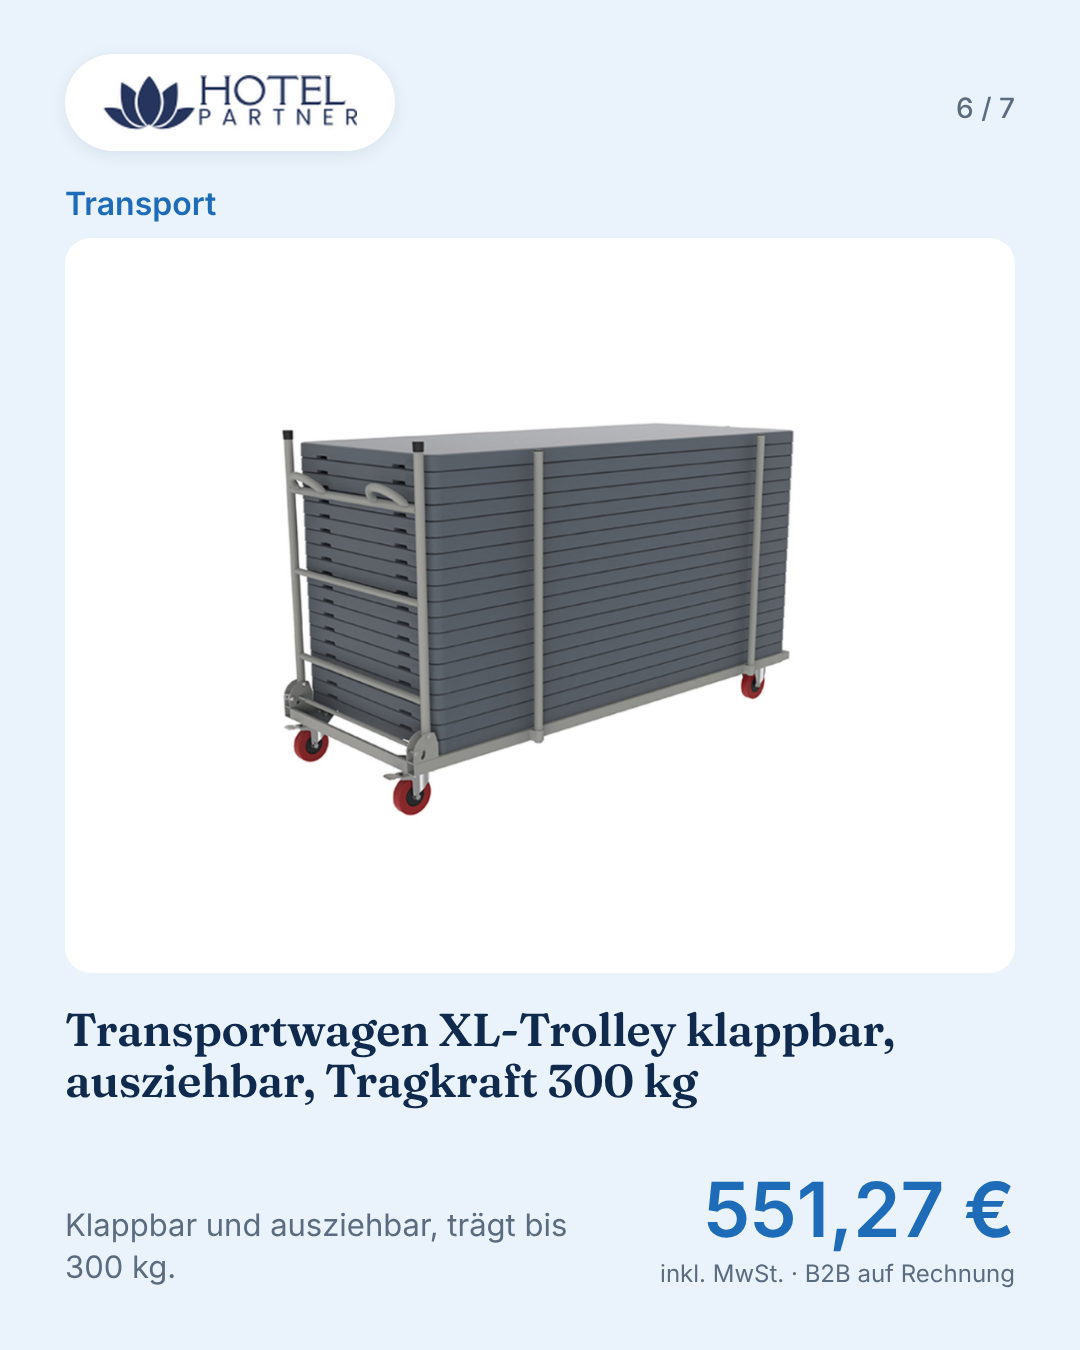 HOTEL
PARTNER
6 / 7
Transport
Transportwagen XL-Trolley klappbar,
ausziehbar, Tragkraft 300 kg
Klappbar und ausziehbar, trägt bis
300 kg.
551,27 €
inkl. MwSt. · B2B auf Rechnung